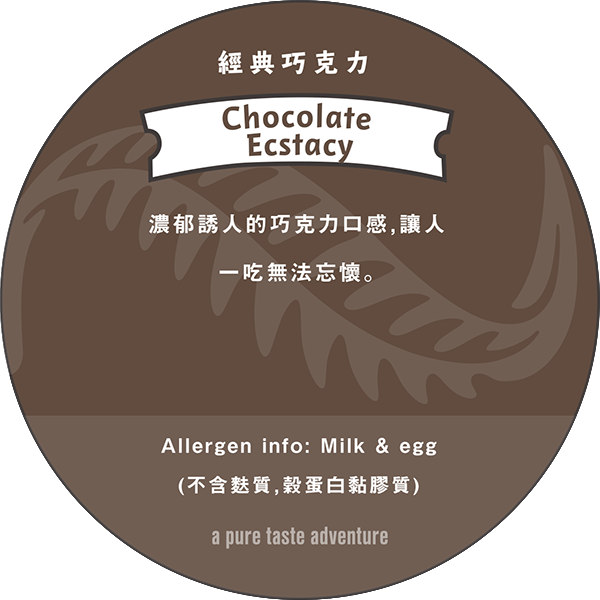 經典巧克力
Chocolate
Ecstacy
濃郁誘人的巧克力口感,讓人
一吃無法忘懷。
Allergen info: Milk & egg
(不含麩質,穀蛋白黏膠質)
a pure taste adventure